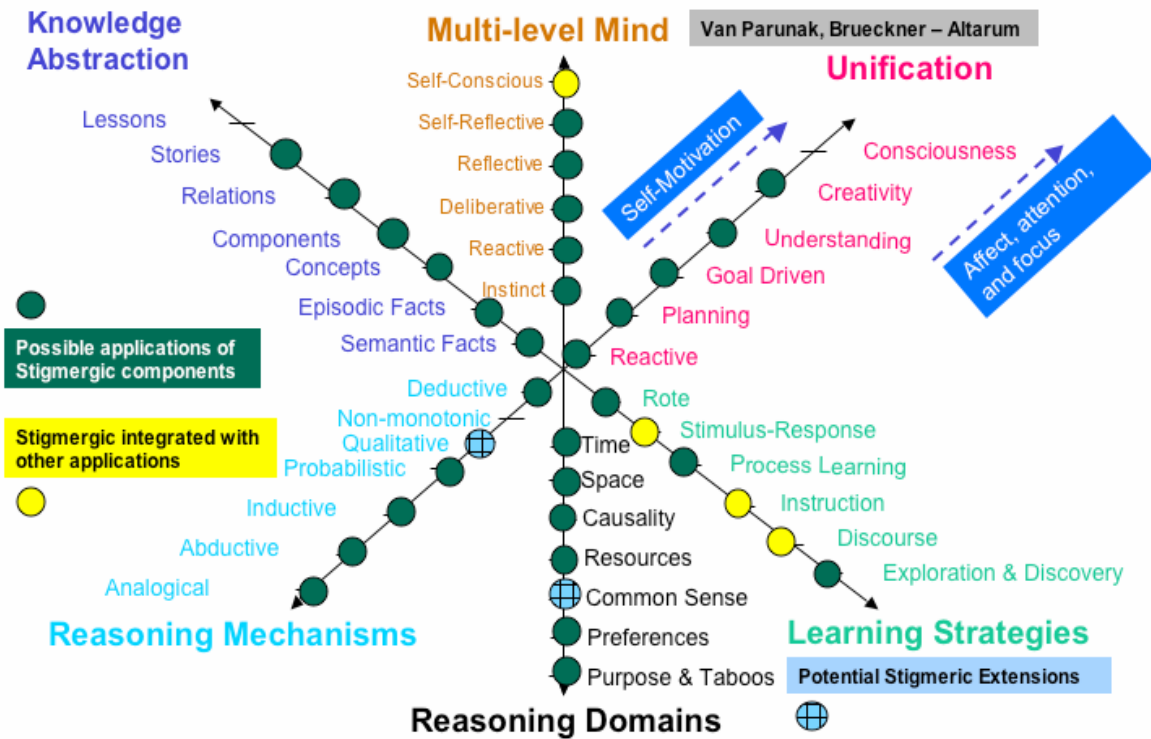 Knowledge
Abstraction
Multi-level Mind
Van Parunak, Brueckner – Altarum
Unification
Lessons
Stories
Relations
Components
Concepts
Episodic Facts
Semantic Facts
Self-Conscious
Self-Reflective
Reflective
Deliberative
Reactive
Instinct
Self-Motivation
Consciousness
Creativity
Understanding
Goal Driven
Planning
Reactive
Affect, attention,
and focus
Possible applications of
Stigmergic components
Stigmergic integrated with
other applications
Deductive
Non-monotonic
Qualitative
Probabilistic
Inductive
Abductive
Analogical
Reasoning Mechanisms
Time
Space
Causality
Resources
Common Sense
Preferences
Purpose & Taboos
Reasoning Domains
Rote
Stimulus-Response
Process Learning
Instruction
Discourse
Exploration & Discovery
Learning Strategies
Potential Stigmeric Extensions